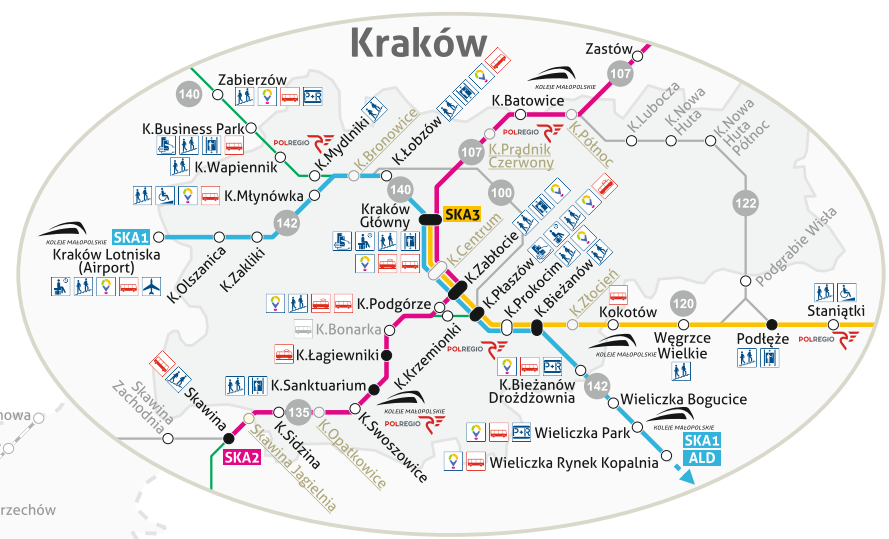 Kraków
Zastów
107
KOLEJE MAŁOPOLSKIE
Zabierzów
140
P+R
K.Batowice
K.Lubocza
K.Nowa
Huta
K.Nowa
Huta
Północ
K.Business Park
K.Mydlniki
K.Bronowice
K.Łobzów
POLREGIO
POLREGIO
K.Północ
K.Prądnik
Czerwony
107
K.Wapiennik
K.Młynówka
140
100
122
142
Kraków
Główny
SKA3
K.Centrum
KOLEJE MAŁOPOLSKIE
SKA1
Kraków Lotniska
(Airport)
K.Olszanica
K.Zakliki
K.Zabłocie
K.Płaszów
K.Prokocim
K.Bieżanów
K.Złocień
Podgrabie Wisła
K.Podgórze
K.Bonarka
K.Krzemionki
Kokotów
120
Węgrzce
Wielkie
Podłęże
Staniątki
POLREGIO
POLREGIO
KOLEJE MAŁOPOLSKIE
K.Łagiewniki
K.Sanktuarium
K.Bieżanów
Drożdżownia
P+R
142
Skawina
Zachodnia
Skawina
135
KOLEJE MAŁOPOLSKIE
POLREGIO
Wieliczka Bogucice
KOLEJE MAŁOPOLSKIE
SKA2
Skawina Jagielnia
K.Sidzina
K.Opatkowice
K.Swoszowice
P+R
Wieliczka Park
SKA1
ALD
Wieliczka Rynek Kopalnia
nowa
rzechów